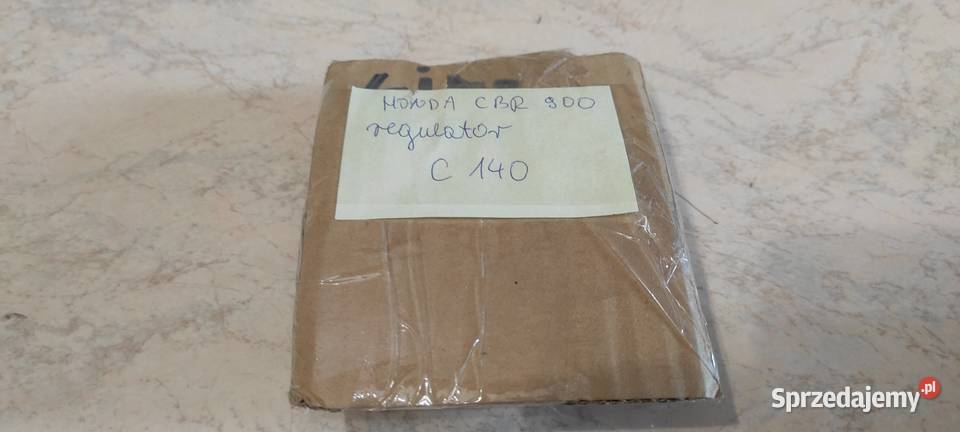 HONDA CBR 900
regulator
C 140
Sprzedajemy.pl